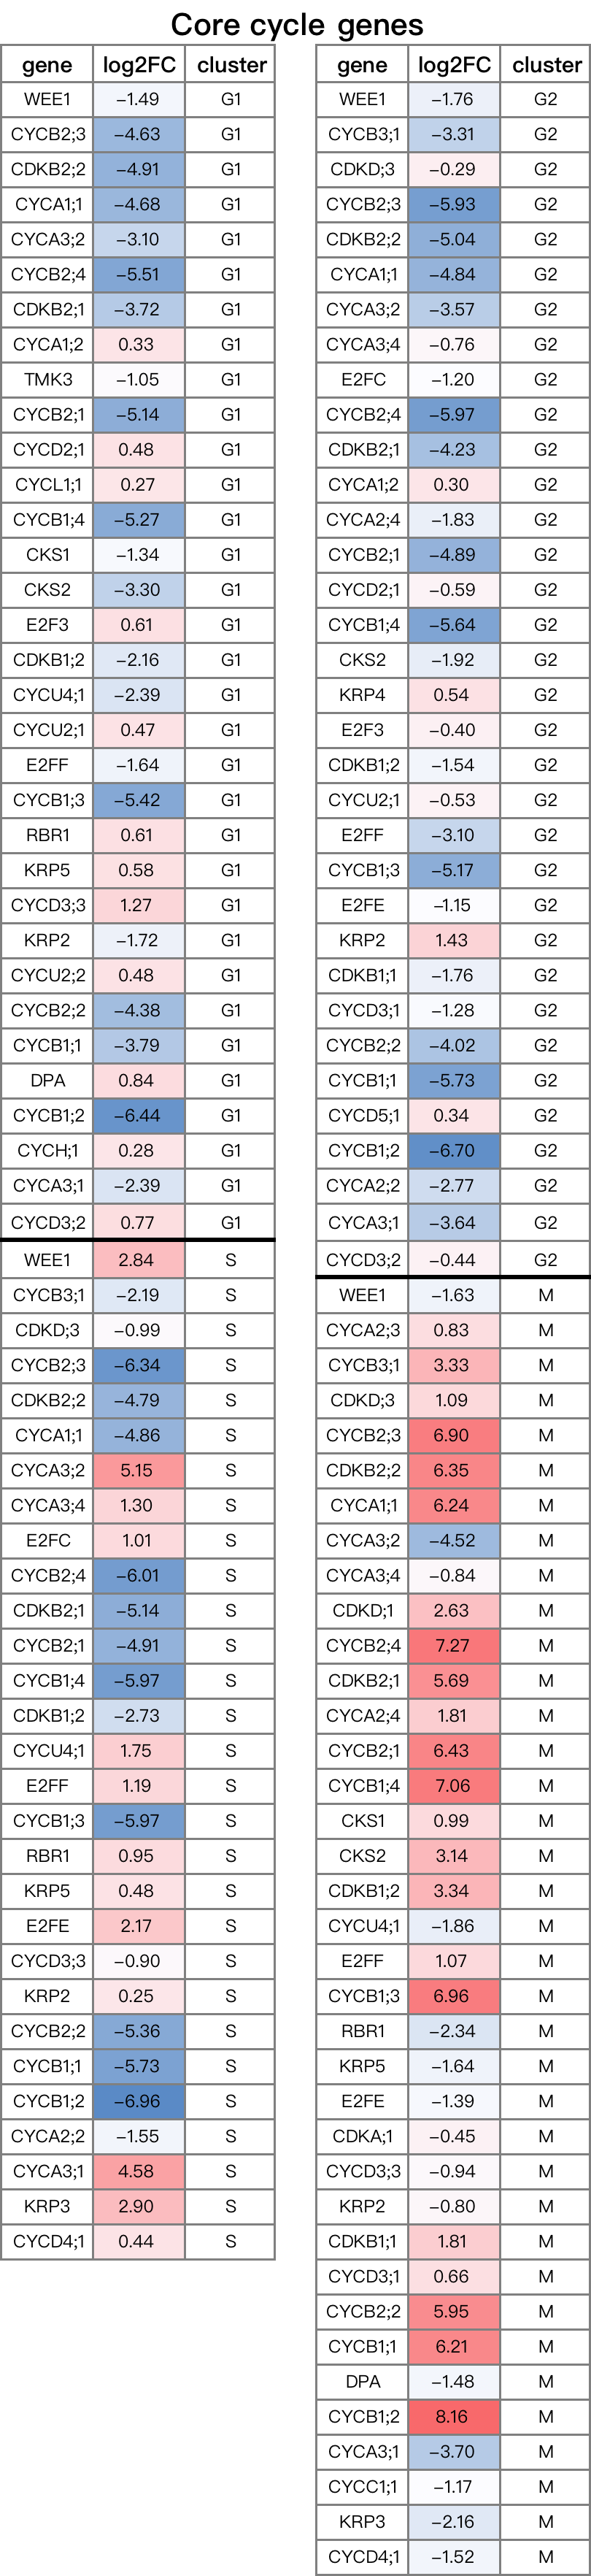 Core cycle genes
gene log2FC cluster
WEE1 −1.49 G1
CYCB2;3 −4.63 G1
CDKB2;2 −4.91 G1
CYCA1;1 −4.68 G1
CYCA3;2 −3.10 G1
CYCB2;4 −5.51 G1
CDKB2;1 −3.72 G1
CYCA1;2 0.33 G1
TMK3 −1.05 G1
CYCB2;1 −5.14 G1
CYCD2;1 0.48 G1
CYCL1;1 0.27 G1
CYCB1;4 −5.27 G1
CKS1 −1.34 G1
CKS2 −3.30 G1
E2F3 0.61 G1
CDKB1;2 −2.16 G1
CYCU4;1 −2.39 G1
CYCU2;1 0.47 G1
E2FF −1.64 G1
CYCB1;3 −5.42 G1
RBR1 0.61 G1
KRP5 0.58 G1
CYCD3;3 1.27 G1
KRP2 −1.72 G1
CYCU2;2 0.48 G1
CYCB2;2 −4.38 G1
CYCB1;1 −3.79 G1
DPA 0.84 G1
CYCB1;2 −6.44 G1
CYCH;1 0.28 G1
CYCA3;1 −2.39 G1
CYCD3;2 0.77 G1
WEE1 2.84 S
CYCB3;1 −2.19 S
CDKD;3 −0.99 S
CYCB2;3 −6.34 S
CDKB2;2 −4.79 S
CYCA1;1 −4.86 S
CYCA3;2 5.15 S
CYCA3;4 1.30 S
E2FC 1.01 S
CYCB2;4 −6.01 S
CDKB2;1 −5.14 S
CYCB2;1 −4.91 S
CYCB1;4 −5.97 S
CDKB1;2 −2.73 S
CYCU4;1 1.75 S
E2FF 1.19 S
CYCB1;3 −5.97 S
RBR1 0.95 S
KRP5 0.48 S
E2FE 2.17 S
CYCD3;3 −0.90 S
KRP2 0.25 S
CYCB2;2 −5.36 S
CYCB1;1 −5.73 S
CYCB1;2 −6.96 S
CYCA2;2 −1.55 S
CYCA3;1 4.58 S
KRP3 2.90 S
CYCD4;1 0.44 S
gene log2FC cluster
WEE1 −1.76 G2
CYCB3;1 −3.31 G2
CDKD;3 −0.29 G2
CYCB2;3 −5.93 G2
CDKB2;2 −5.04 G2
CYCA1;1 −4.84 G2
CYCA3;2 −3.57 G2
CYCA3;4 −0.76 G2
E2FC −1.20 G2
CYCB2;4 −5.97 G2
CDKB2;1 −4.23 G2
CYCA1;2 0.30 G2
CYCA2;4 −1.83 G2
CYCB2;1 −4.89 G2
CYCD2;1 −0.59 G2
CYCB1;4 −5.64 G2
CKS2 −1.92 G2
KRP4 0.54 G2
E2F3 −0.40 G2
CDKB1;2 −1.54 G2
CYCU2;1 −0.53 G2
E2FF −3.10 G2
CYCB1;3 −5.17 G2
E2FE −1.15 G2
KRP2 1.43 G2
CDKB1;1 −1.76 G2
CYCD3;1 −1.28 G2
CYCB2;2 −4.02 G2
CYCB1;1 −5.73 G2
CYCD5;1 0.34 G2
CYCB1;2 −6.70 G2
CYCA2;2 −2.77 G2
CYCA3;1 −3.64 G2
CYCD3;2 −0.44 G2
WEE1 −1.63 M
CYCA2;3 0.83 M
CYCB3;1 3.33 M
CDKD;3 1.09 M
CYCB2;3 6.90 M
CDKB2;2 6.35 M
CYCA1;1 6.24 M
CYCA3;2 −4.52 M
CYCA3;4 −0.84 M
CDKD;1 2.63 M
CYCB2;4 7.27 M
CDKB2;1 5.69 M
CYCA2;4 1.81 M
CYCB2;1 6.43 M
CYCB1;4 7.06 M
CKS1 0.99 M
CKS2 3.14 M
CDKB1;2 3.34 M
CYCU4;1 −1.86 M
E2FF 1.07 M
CYCB1;3 6.96 M
RBR1 −2.34 M
KRP5 −1.64 M
E2FE −1.39 M
CDKA;1 −0.45 M
CYCD3;3 −0.94 M
KRP2 −0.80 M
CDKB1;1 1.81 M
CYCD3;1 0.66 M
CYCB2;2 5.95 M
CYCB1;1 6.21 M
DPA −1.48 M
CYCB1;2 8.16 M
CYCA3;1 −3.70 M
CYCC1;1 −1.17 M
KRP3 −2.16 M
CYCD4;1 −1.52 M